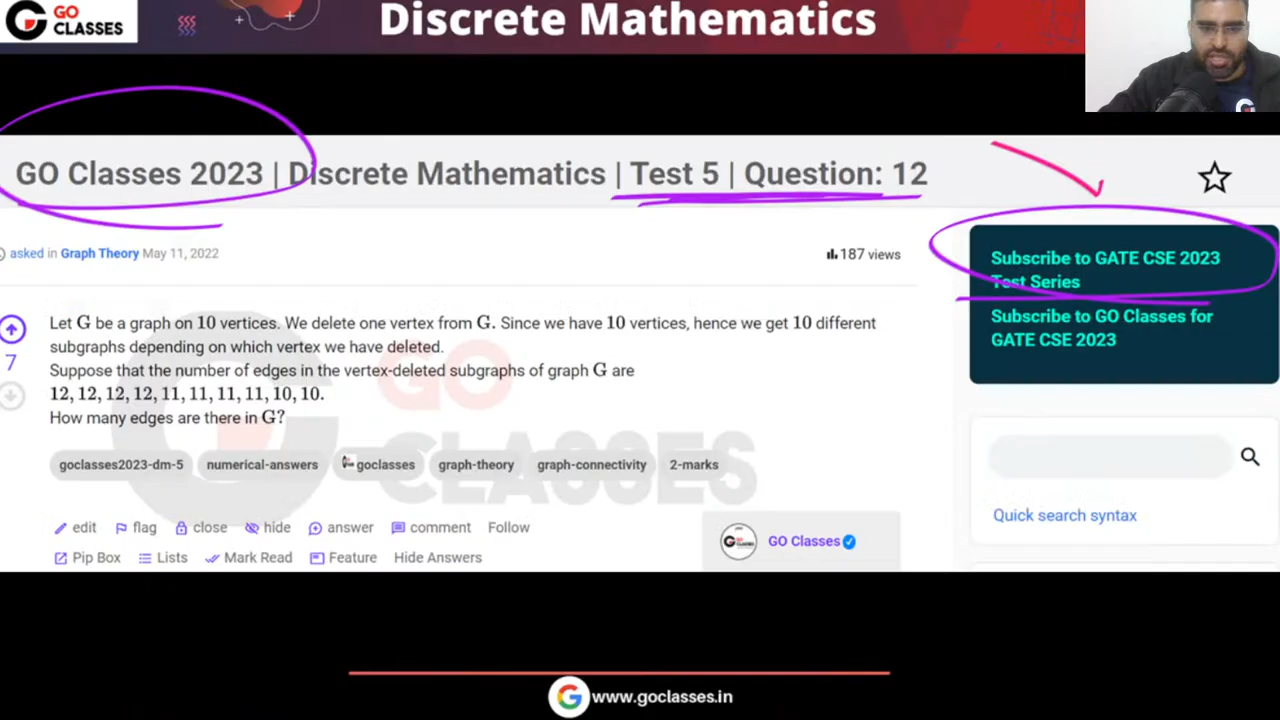 GO
CLASSES
Discrete Mathematics
GO Classes 2023 | Discrete Mathematics | Test 5 | Question: 12
asked in Graph Theory May 11, 2022
187 views
Subscribe to GATE CSE 2023
Test Series
Subscribe to GO Classes for
GATE CSE 2023
Let G be a graph on 10 vertices. We delete one vertex from G. Since we have 10 vertices, hence we get 10 different
subgraphs depending on which vertex we have deleted.
7
Suppose that the number of edges in the vertex-deleted subgraphs of graph G are
12, 12, 12, 12, 11, 11, 11, 11, 10, 10.
How many edges are there in G?
GO
CLASSES
goclasses2023-dm-5 numerical-answers goclasses graph-theory graph-connectivity 2-marks
Quick search syntax
edit flag close hide answer comment Follow
GO Classes
Pip Box Lists Mark Read Feature Hide Answers
www.goclasses.in